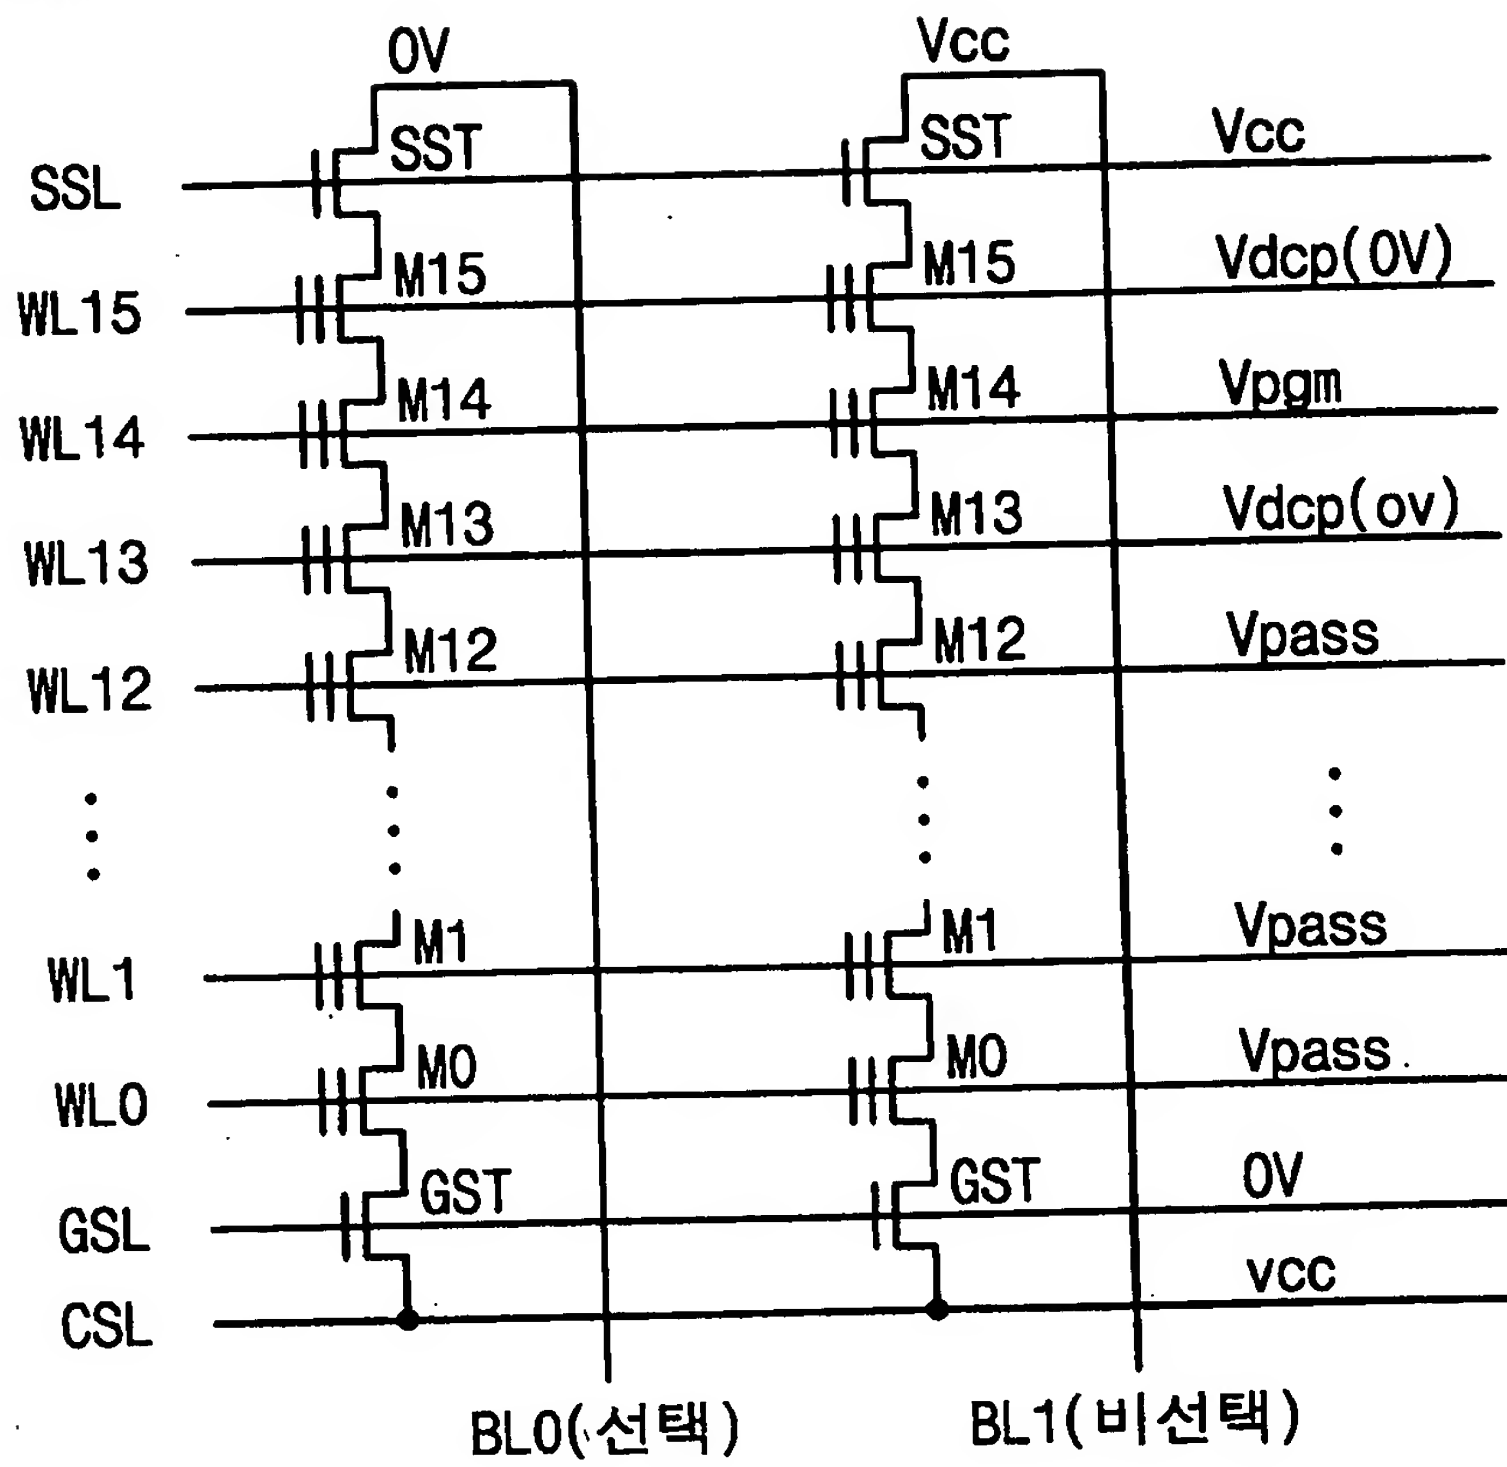 0V Vcc
SSL SST SST Vcc
WL15 M15 M15 Vdcp(0V)
WL14 M14 M14 Vpgm
WL13 M13 M13 Vdcp(ov)
WL12 M12 M12 Vpass
WL1 M1 M1 Vpass
WL0 M0 M0 Vpass
GSL GST GST 0V
CSL vcc
BL0(선택) BL1(비선택)